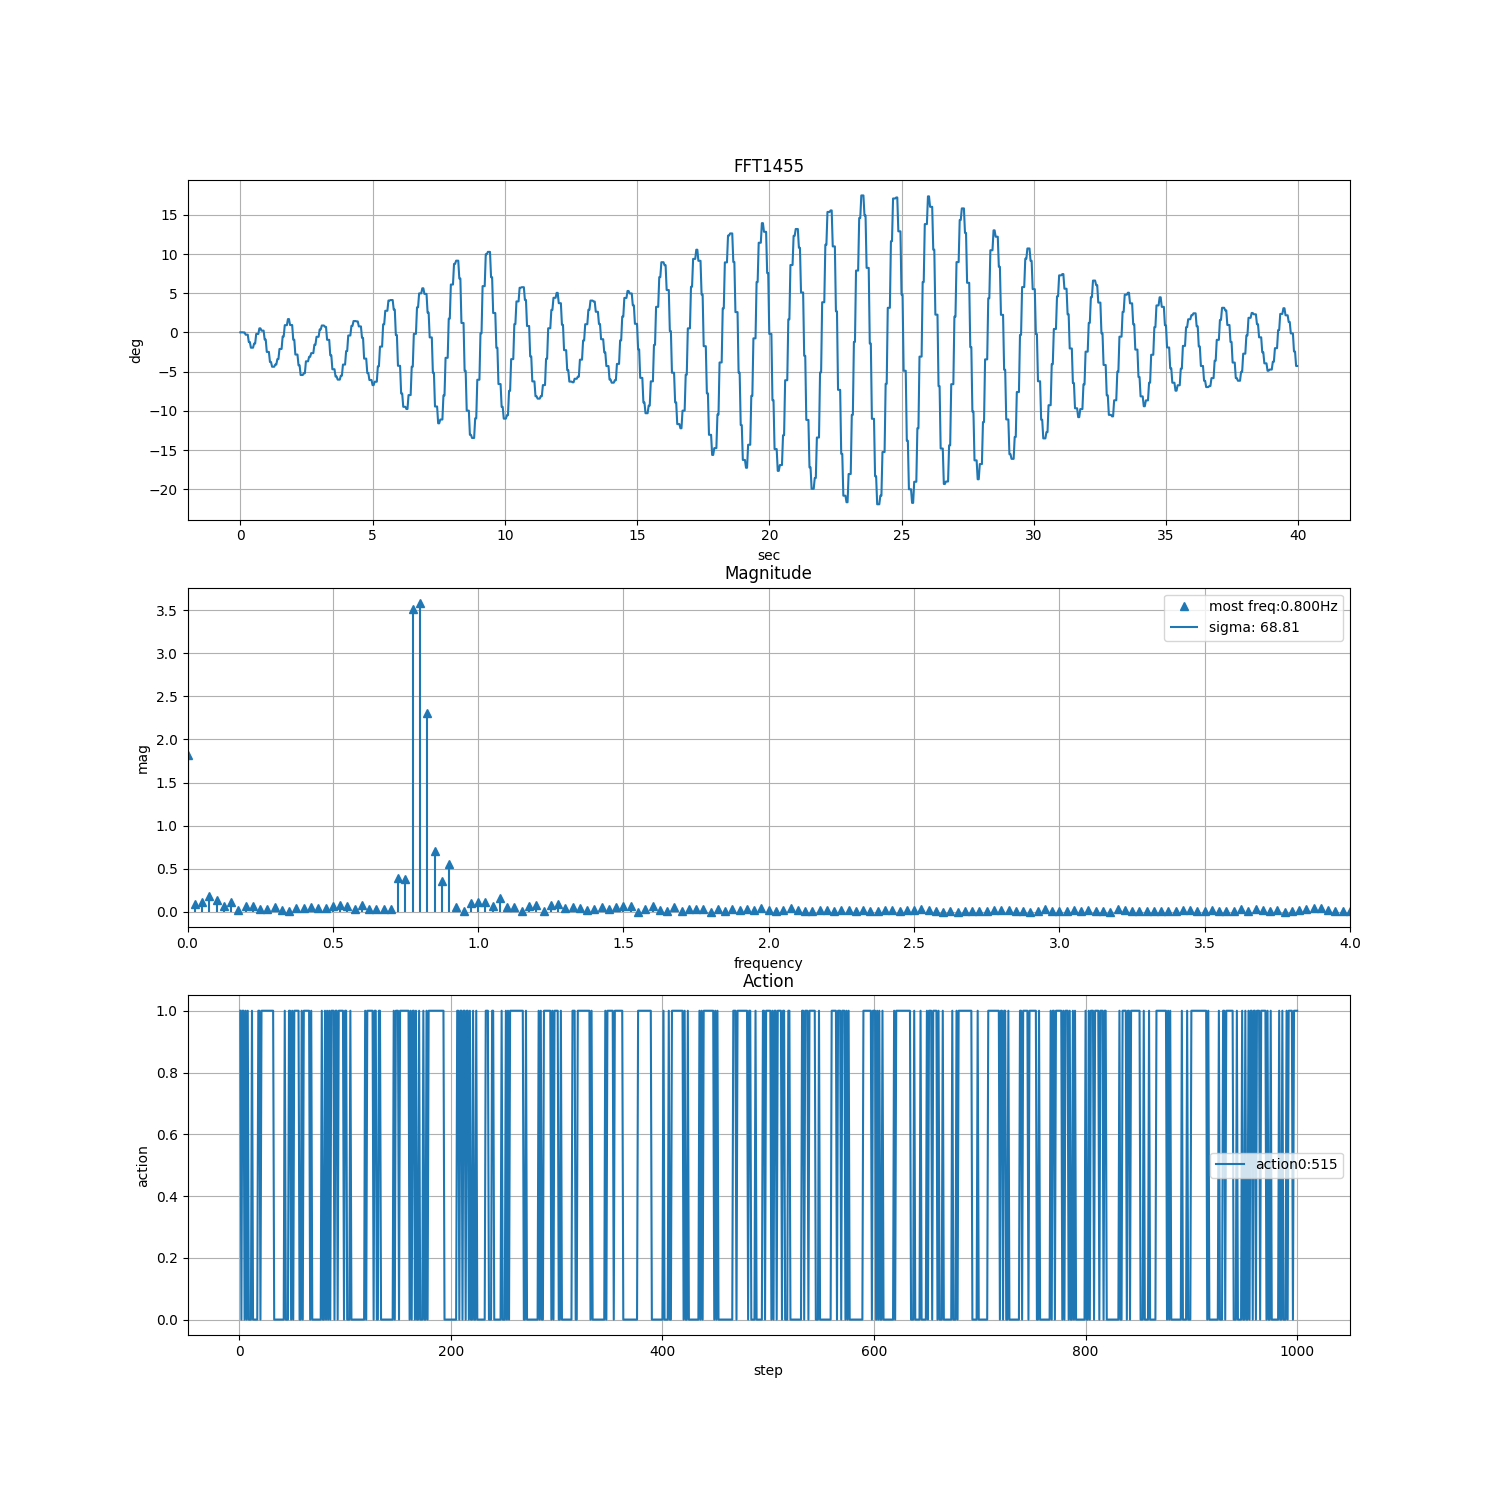 FFT1455
15
10
5
0
−5
−10
−15
−20
deg
0 5 10 15 20 25 30 35 40
sec
Magnitude
most freq:0.800Hz
sigma: 68.81
3.5
3.0
2.5
2.0
1.5
1.0
0.5
0.0
mag
0.0 0.5 1.0 1.5 2.0 2.5 3.0 3.5 4.0
frequency
Action
1.0
0.8
0.6
0.4
0.2
0.0
action
action0:515
0 200 400 600 800 1000
step